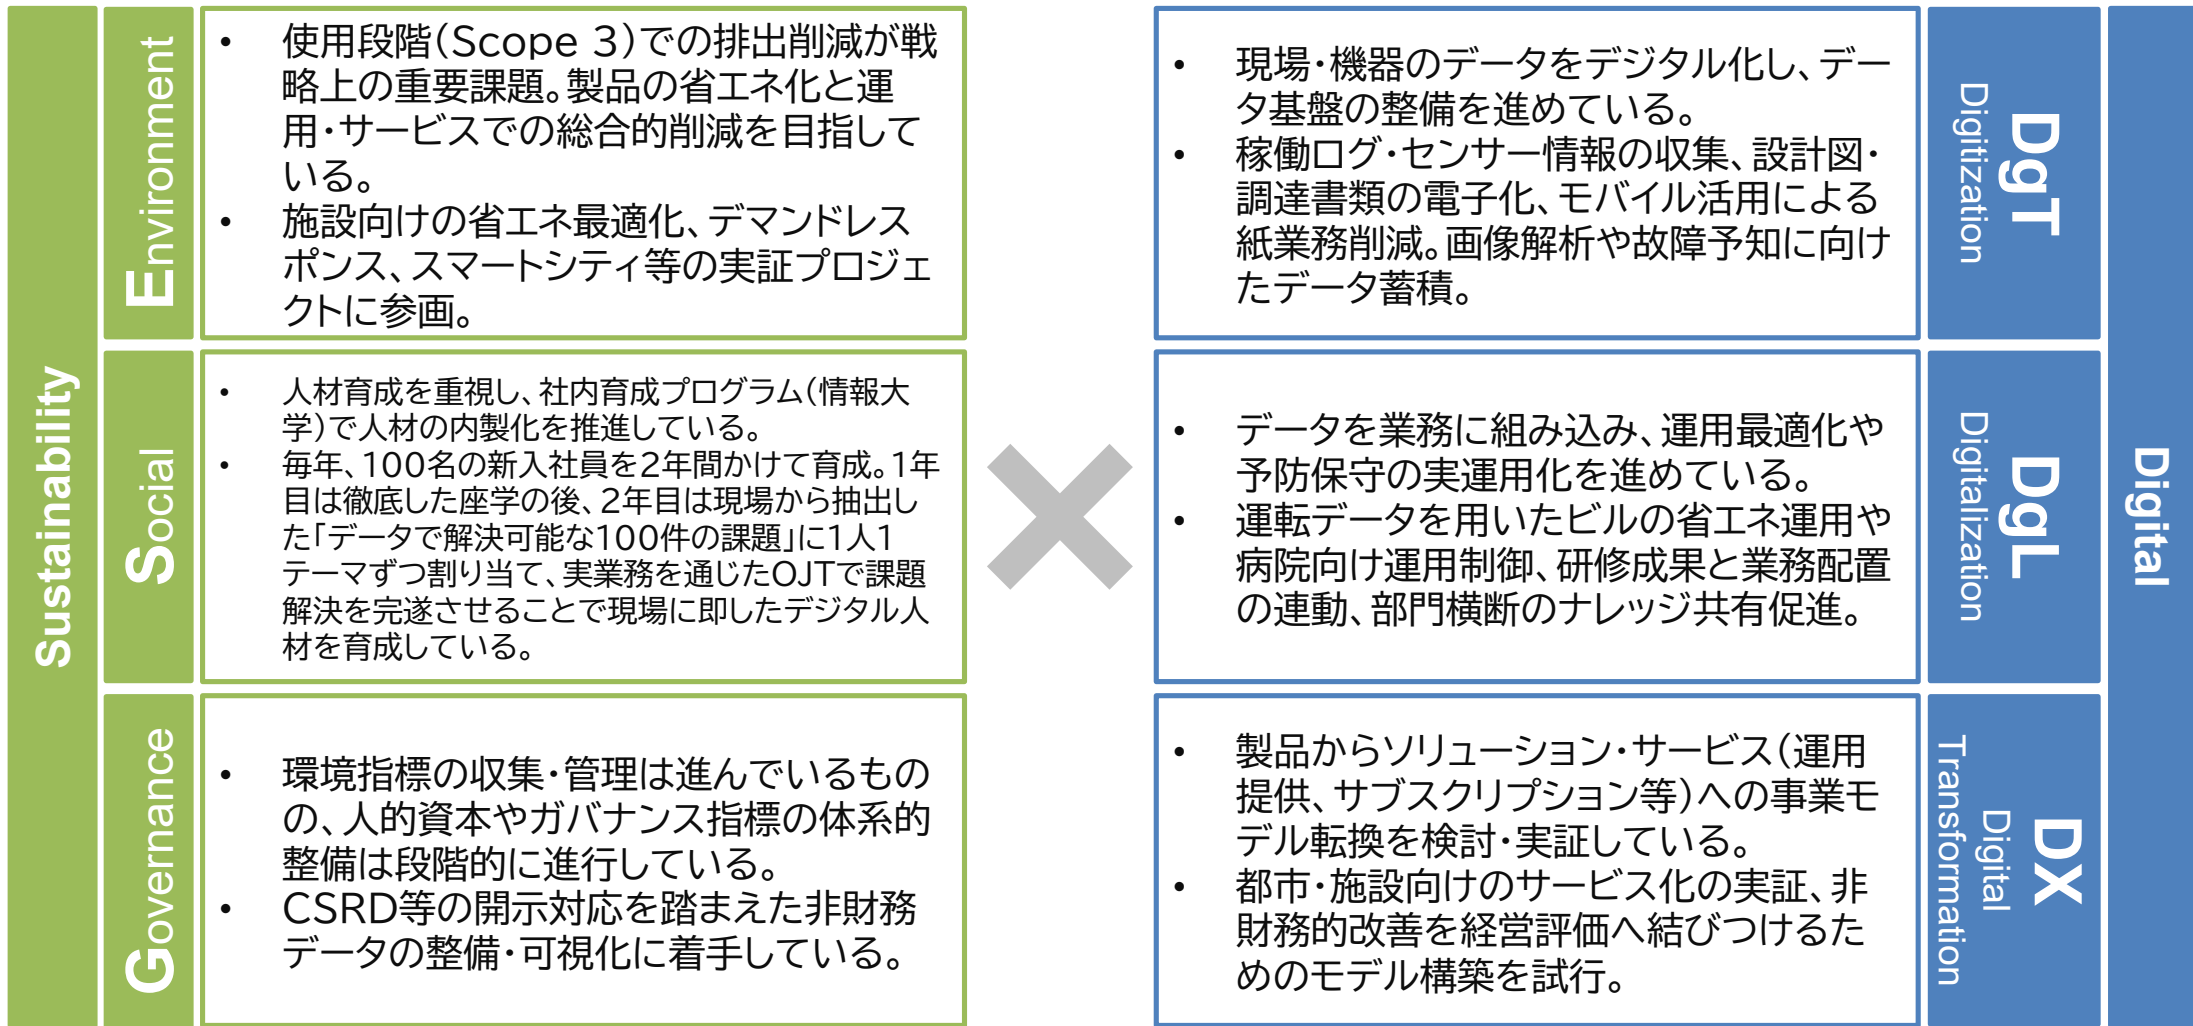 Sustainability
Environment
• 使用段階(Scope 3)での排出削減が戦
略上の重要課題。製品の省エネ化と運
用・サービスでの総合的削減を目指して
いる。
• 施設向けの省エネ最適化、デマンドレス
ポンス、スマートシティ等の実証プロジェ
クトに参画。
Social
• 人材育成を重視し、社内育成プログラム(情報大
学)で人材の内製化を推進している。
• 毎年、100名の新入社員を2年間かけて育成。1年
目は徹底した座学の後、2年目は現場から抽出し
た「データで解決可能な100件の課題」に1人1
テーマずつ割り当て、実業務を通じたOJTで課題
解決を完遂させることで現場に即したデジタル人
材を育成している。
Governance
• 環境指標の収集・管理は進んでいるもの
の、人的資本やガバナンス指標の体系的
整備は段階的に進行している。
• CSRD等の開示対応を踏まえた非財務
データの整備・可視化に着手している。
• 現場・機器のデータをデジタル化し、デー
タ基盤の整備を進めている。
• 稼働ログ・センサー情報の収集、設計図・
調達書類の電子化、モバイル活用による
紙業務削減。画像解析や故障予知に向け
たデータ蓄積。
DgT
Digitization
• データを業務に組み込み、運用最適化や
予防保守の実運用化を進めている。
• 運転データを用いたビルの省エネ運用や
病院向け運用制御、研修成果と業務配置
の連動、部門横断のナレッジ共有促進。
DgL
Digitalization
• 製品からソリューション・サービス(運用
提供、サブスクリプション等)への事業モ
デル転換を検討・実証している。
• 都市・施設向けのサービス化の実証、非
財務的改善を経営評価へ結びつけるた
めのモデル構築を試行。
DX
Digital
Transformation
Digital